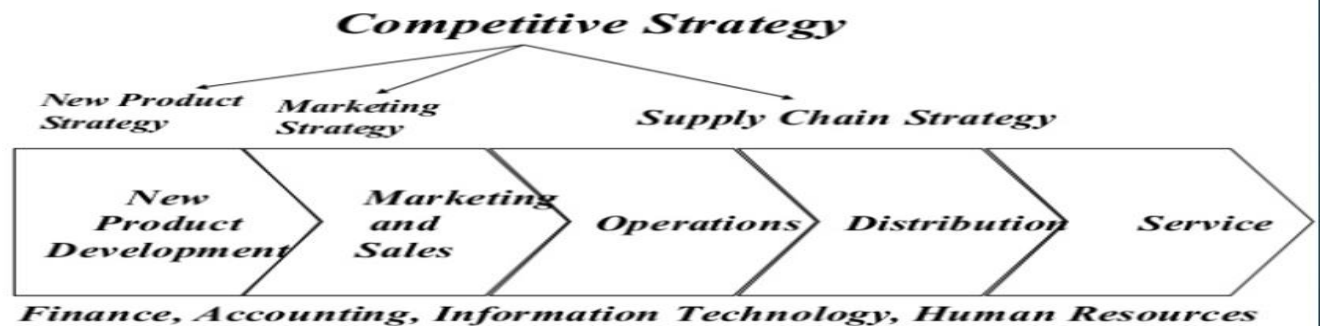 Competitive Strategy
New Product
Strategy
Marketing
Strategy
Supply Chain Strategy
New
Product
Development
Marketing
and
Sales
Operations
Distribution
Service
Finance, Accounting, Information Technology, Human Resources